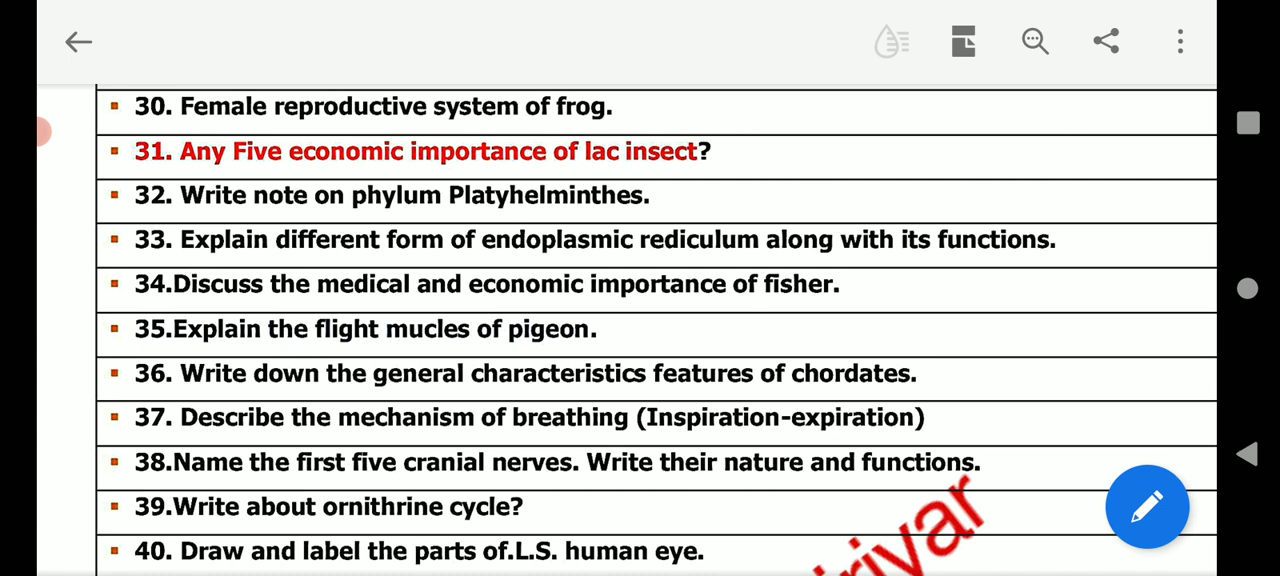 30. Female reproductive system of frog.
31. Any Five economic importance of lac insect?
32. Write note on phylum Platyhelminthes.
33. Explain different form of endoplasmic rediculum along with its functions.
34.Discuss the medical and economic importance of fisher.
35.Explain the flight mucles of pigeon.
36. Write down the general characteristics features of chordates.
37. Describe the mechanism of breathing (Inspiration-expiration)
38.Name the first five cranial nerves. Write their nature and functions.
39.Write about ornithrine cycle?
40. Draw and label the parts of.L.S. human eye.